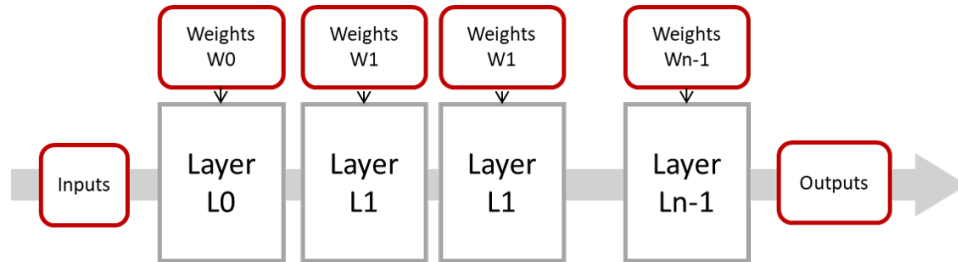 Weights
W0
Weights
W1
Weights
W1
Weights
Wn-1
Inputs
Layer
L0
Layer
L1
Layer
L1
Layer
Ln-1
Outputs